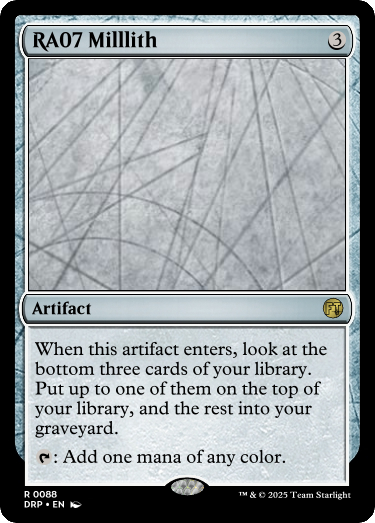 RA07 Milllith
3
Artifact
When this artifact enters, look at the
bottom three cards of your library.
Put up to one of them on the top of
your library, and the rest into your
graveyard.
: Add one mana of any color.
R 0088
DRP • EN
™ & © 2025 Team Starlight